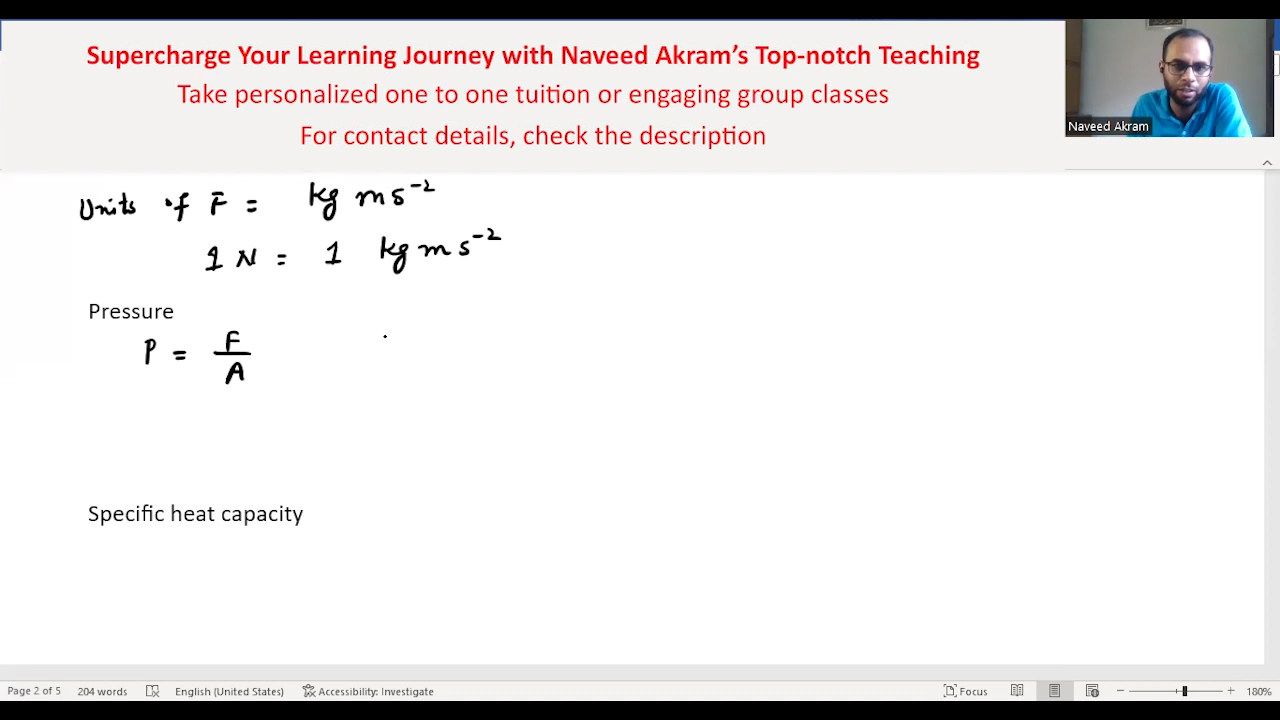 Supercharge Your Learning Journey with Naveed Akram's Top-notch Teaching
Take personalized one to one tuition or engaging group classes
For contact details, check the description
Naveed Akram
Units of F = kg m s⁻²
1 N = 1 kg m s⁻²
Pressure
P = F/A
Specific heat capacity
Page 2 of 5 204 words English (United States) Accessibility: Investigate Focus 180%